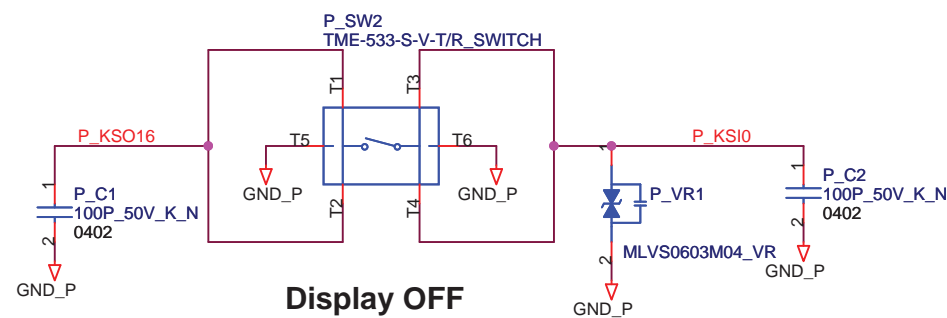 P_SW2
TME-533-S-V-T/R_SWITCH
T1
T3
P_KSO16
T5
T6
P_KSI0
1
1
1
GND_P
GND_P
P_C1
100P_50V_K_N
0402
T2
T4
P_VR1
P_C2
100P_50V_K_N
0402
2
2
2
MLVS0603M04_VR
GND_P
GND_P
GND_P
Display OFF